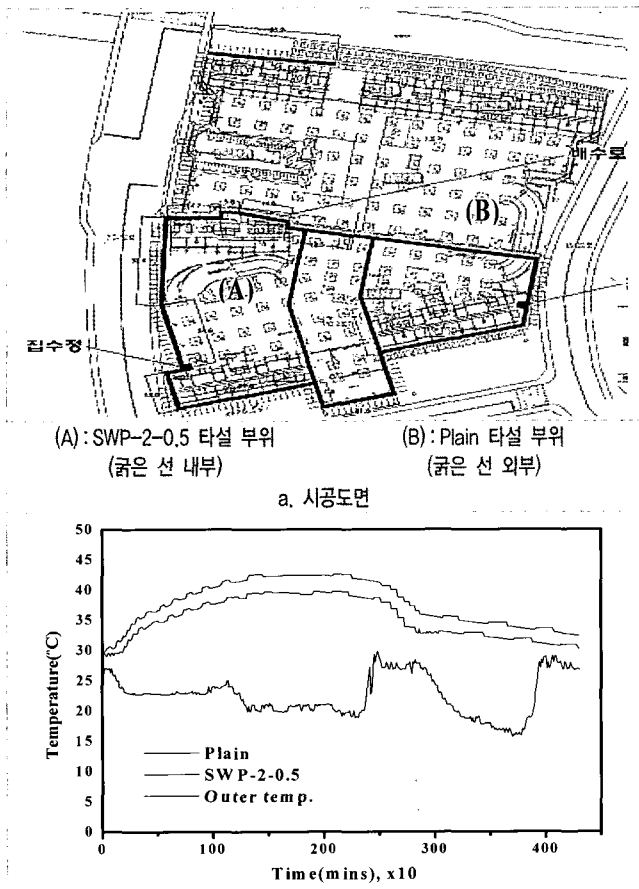 배수로
(B)
(A)
집수정
(A) : SWP-2-0.5 타설 부위
(굵은 선 내부)
(B) : Plain 타설 부위
(굵은 선 외부)
a. 시공도면
50
45
40
35
30
25
20
15
10
5
0
Temperature(℃)
Plain
SWP-2-0.5
Outer temp.
0
100
200
300
400
Time(mins), x10